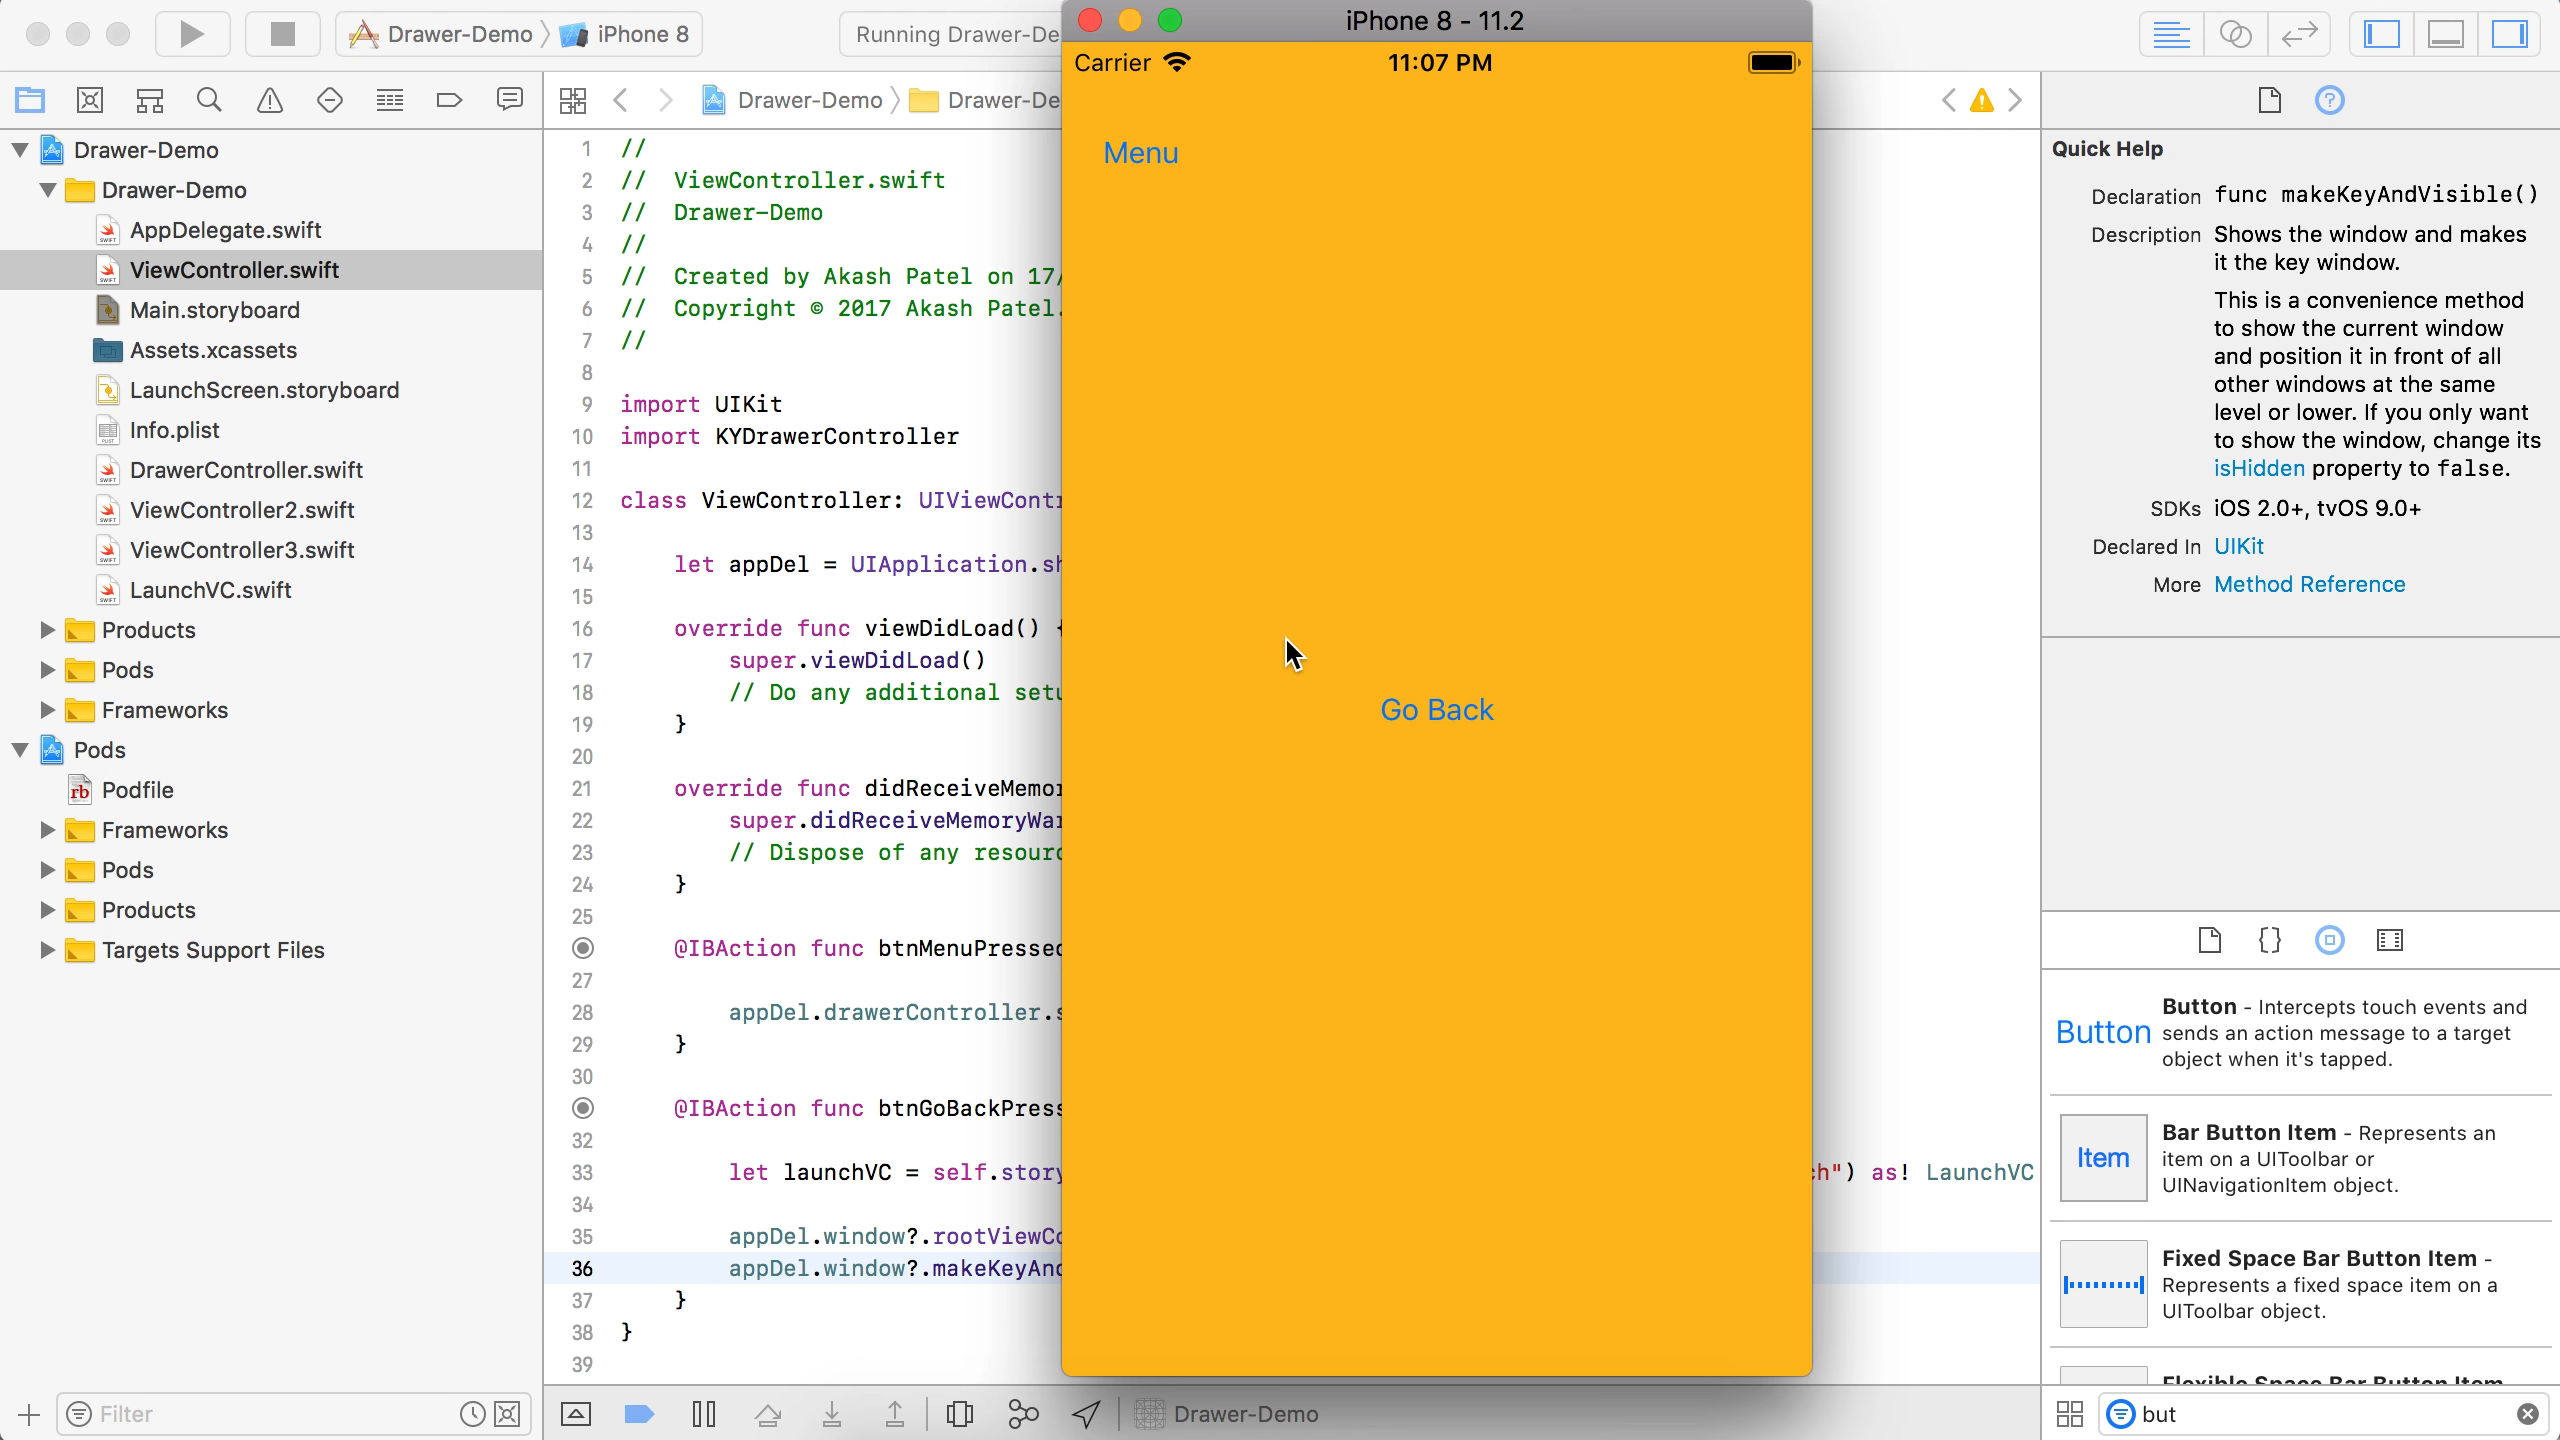 Drawer-Demo
iPhone 8
Running Drawer-De
iPhone 8 - 11.2
Carrier
11:07 PM
Menu
Go Back
Drawer-Demo
Drawer-De
Drawer-Demo
Drawer-Demo
AppDelegate.swift
ViewController.swift
Main.storyboard
Assets.xcassets
LaunchScreen.storyboard
Info.plist
DrawerController.swift
ViewController2.swift
ViewController3.swift
LaunchVC.swift
Products
Pods
Frameworks
Pods
Podfile
Frameworks
Pods
Products
Targets Support Files
Filter
1 //
2 // ViewController.swift
3 // Drawer-Demo
4 //
5 // Created by Akash Patel on 17/
6 // Copyright © 2017 Akash Patel.
7 //
8
9 import UIKit
10 import KYDrawerController
11
12 class ViewController: UIViewContr
13
14 let appDel = UIApplication.sh
15
16 override func viewDidLoad() {
17 super.viewDidLoad()
18 // Do any additional setu
19 }
20
21 override func didReceiveMemor
22 super.didReceiveMemoryWar
23 // Dispose of any resourc
24 }
25
@IBAction func btnMenuPressed
27
28 appDel.drawerController.s
29 }
30
@IBAction func btnGoBackPress
32
33 let launchVC = self.story ch") as! LaunchVC
34
35 appDel.window?.rootViewCo
36 appDel.window?.makeKeyAnd
37 }
38 }
39
Drawer-Demo
Quick Help
Declaration func makeKeyAndVisible()
Description Shows the window and makes
it the key window.
This is a convenience method
to show the current window
and position it in front of all
other windows at the same
level or lower. If you only want
to show the window, change its
isHidden property to false.
SDKs iOS 2.0+, tvOS 9.0+
Declared In UIKit
More Method Reference
Button
Button - Intercepts touch events and
sends an action message to a target
object when it's tapped.
Item
Bar Button Item - Represents an
item on a UIToolbar or
UINavigationItem object.
Fixed Space Bar Button Item -
Represents a fixed space item on a
UIToolbar object.
Flexible Space Bar Button Item
but